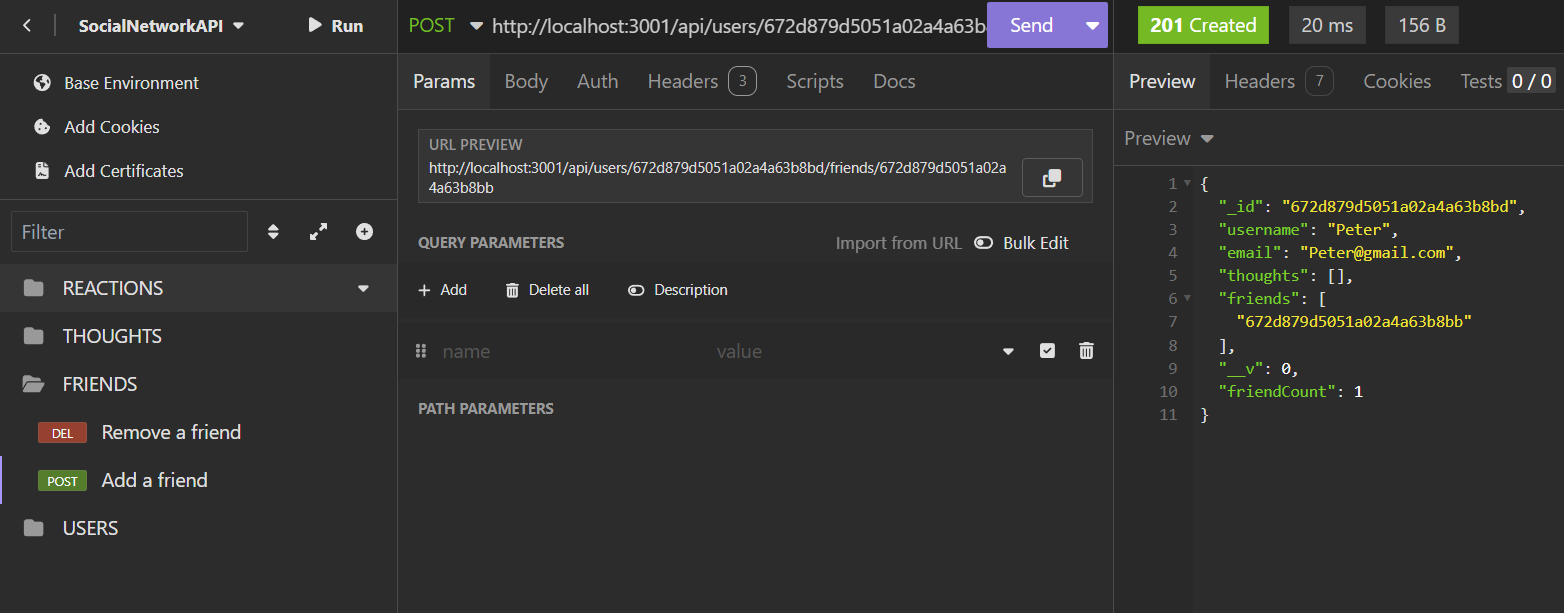 SocialNetworkAPI
Run
Base Environment
Add Cookies
Add Certificates
Filter
REACTIONS
THOUGHTS
FRIENDS
DEL Remove a friend
POST Add a friend
USERS
POST http://localhost:3001/api/users/672d879d5051a02a4a63b
Send
Params Body Auth Headers 3 Scripts Docs
URL PREVIEW
http://localhost:3001/api/users/672d879d5051a02a4a63b8bd/friends/672d879d5051a02a
4a63b8bb
QUERY PARAMETERS Import from URL Bulk Edit
Add Delete all Description
name value
PATH PARAMETERS
201 Created 20 ms 156 B
Preview Headers 7 Cookies Tests 0 / 0
Preview
1 {
2 "_id": "672d879d5051a02a4a63b8bd",
3 "username": "Peter",
4 "email": "Peter@gmail.com",
5 "thoughts": [],
6 "friends": [
7 "672d879d5051a02a4a63b8bb"
8 ],
9 "__v": 0,
10 "friendCount": 1
11 }